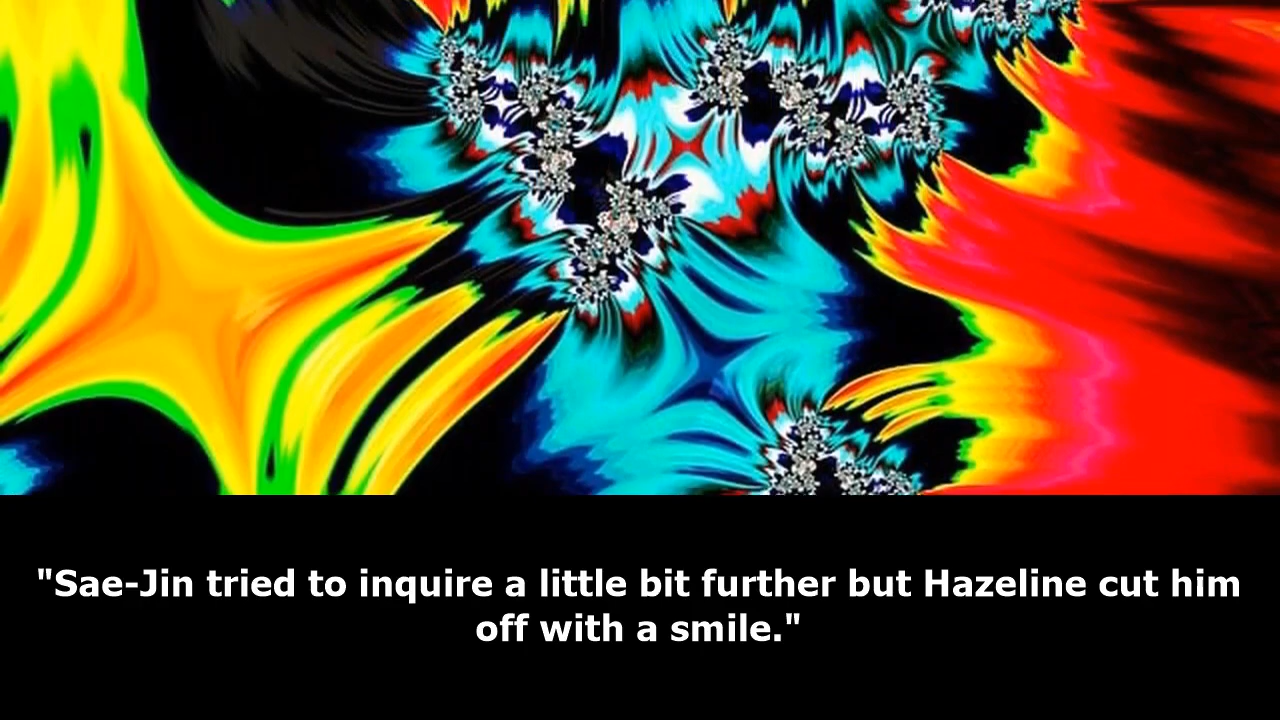 "Sae-Jin tried to inquire a little bit further but Hazeline cut him
off with a smile."